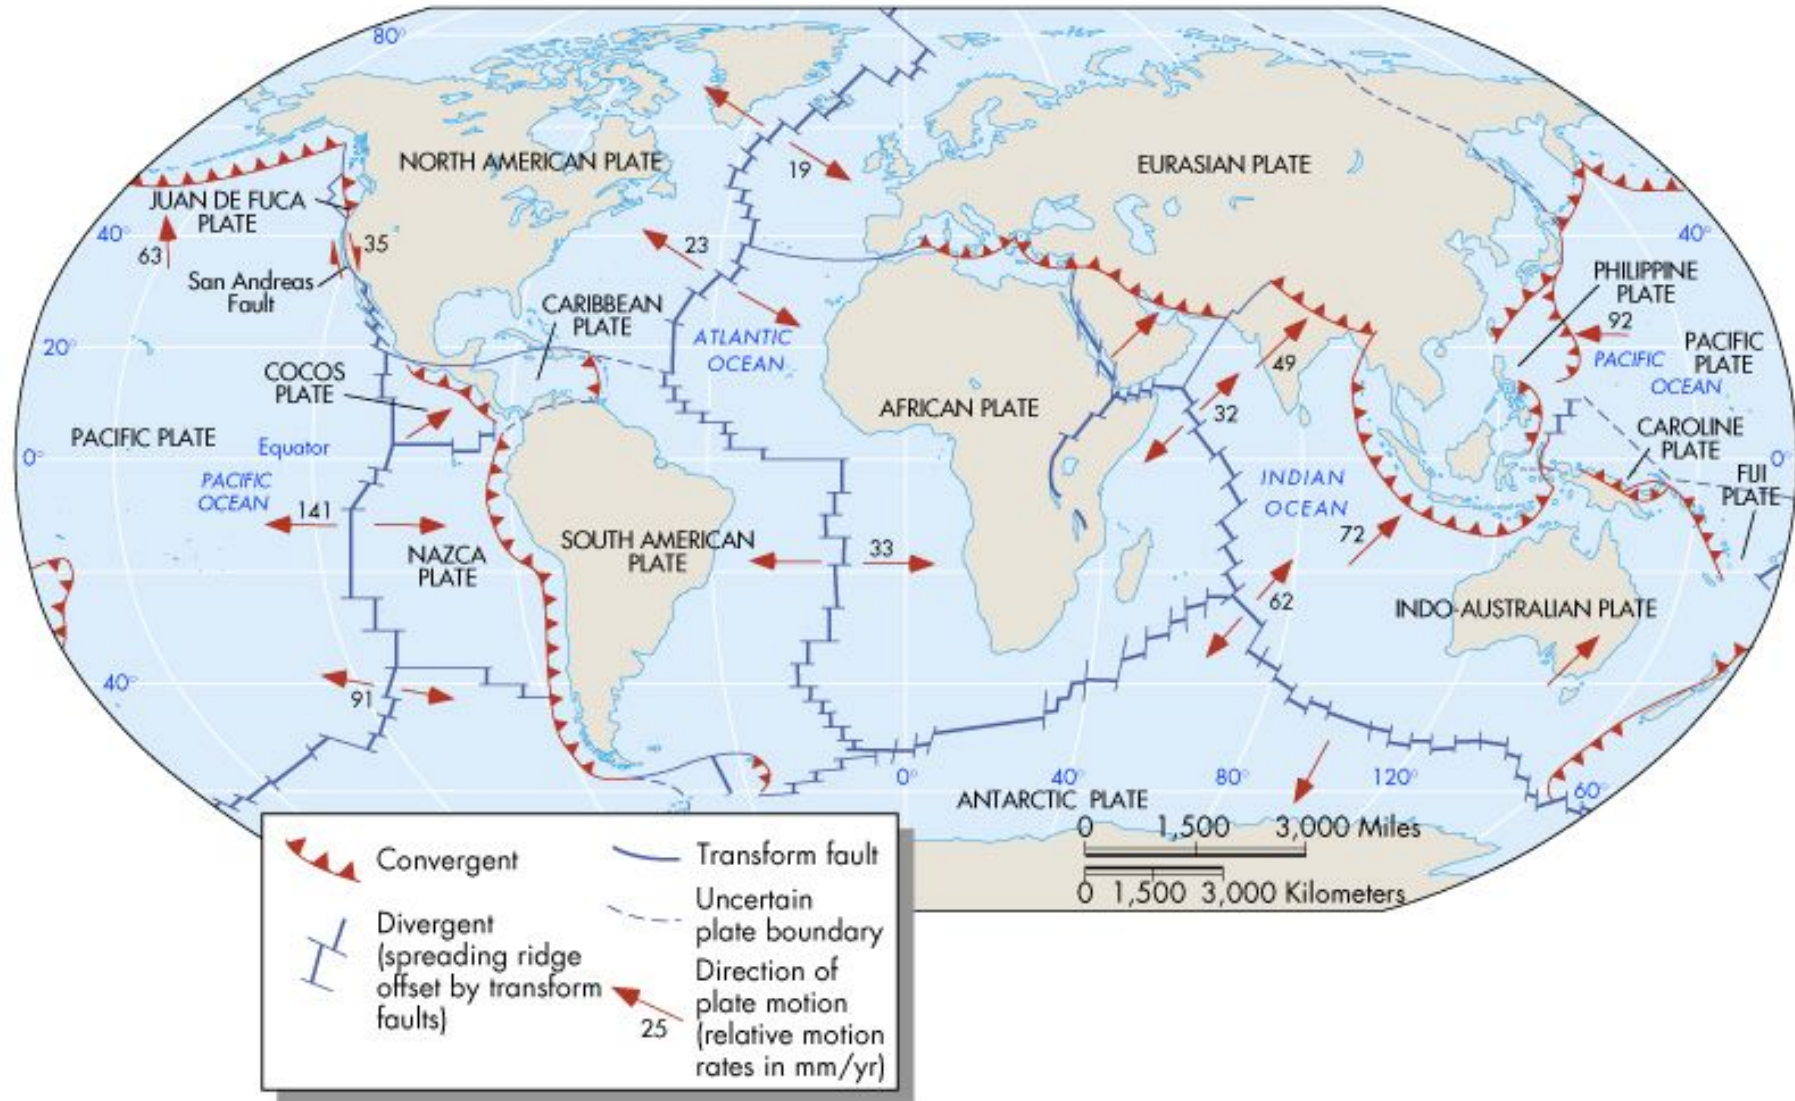 80°
NORTH AMERICAN PLATE
EURASIAN PLATE
19
JUAN DE FUCA
PLATE
40°
63
35
23
40°
San Andreas
Fault
PHILIPPINE
PLATE
CARIBBEAN
PLATE
92
20°
ATLANTIC
OCEAN
PACIFIC
OCEAN
PACIFIC
PLATE
COCOS
PLATE
49
AFRICAN PLATE
32
PACIFIC PLATE
Equator
CAROLINE
PLATE
0°
0°
PACIFIC
OCEAN
INDIAN
OCEAN
FIJI
PLATE
141
NAZCA
PLATE
SOUTH AMERICAN
PLATE
33
72
62
INDO-AUSTRALIAN PLATE
40°
91
0°
40°
80°
120°
60°
ANTARCTIC PLATE
0 1,500 3,000 Miles
0 1,500 3,000 Kilometers
Convergent
Divergent
(spreading ridge
offset by transform
faults)
Transform fault
Uncertain
plate boundary
Direction of
plate motion
(relative motion
rates in mm/yr)
25